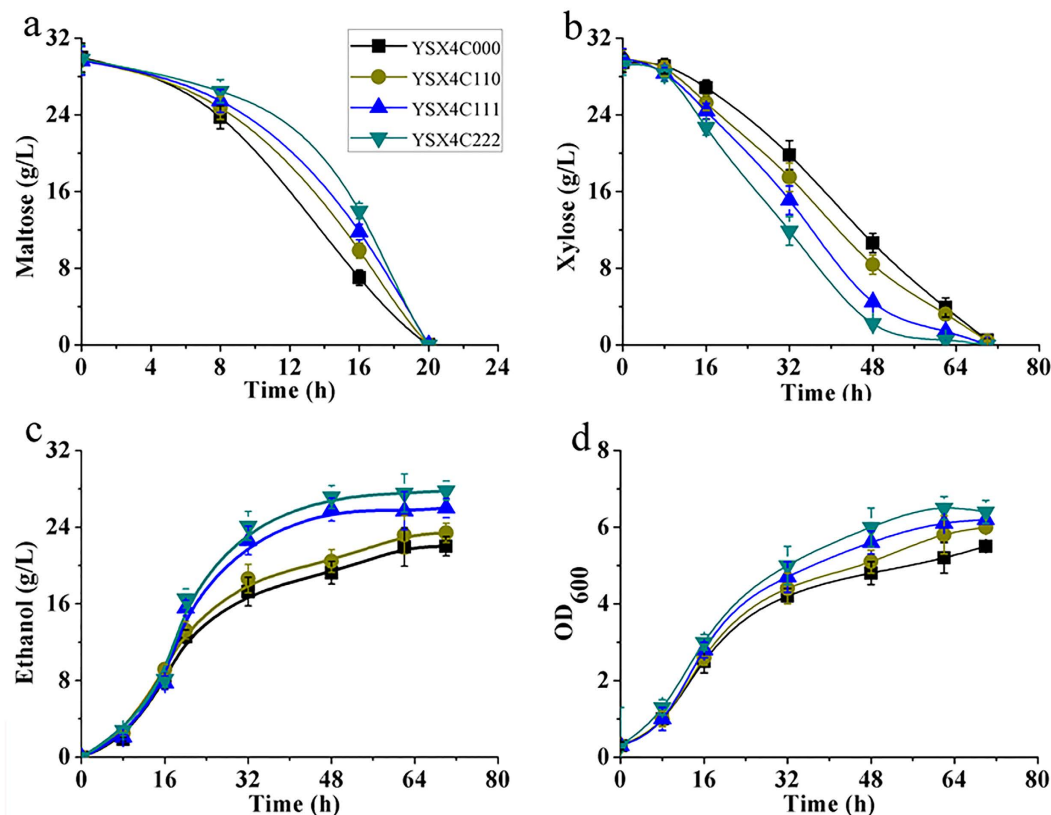 a
YSX4C000
YSX4C110
YSX4C111
YSX4C222
Maltose (g/L)
32
24
16
8
0
0 4 8 12 16 20 24
Time (h)
b
Xylose (g/L)
32
24
16
8
0
0 16 32 48 64 80
Time (h)
c
Ethanol (g/L)
32
24
16
8
0
0 16 32 48 64 80
Time (h)
d
OD600
8
6
4
2
0
0 16 32 48 64 80
Time (h)